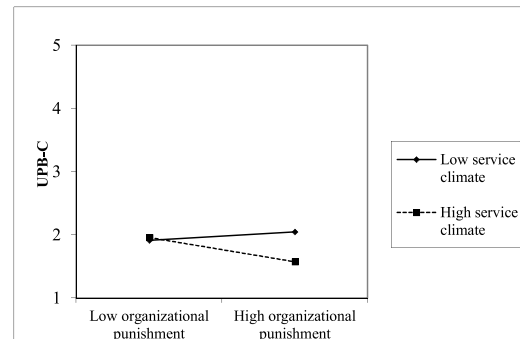 5
4
3
2
1
UPB-C
Low organizational
punishment
High organizational
punishment
Low service
climate
High service
climate